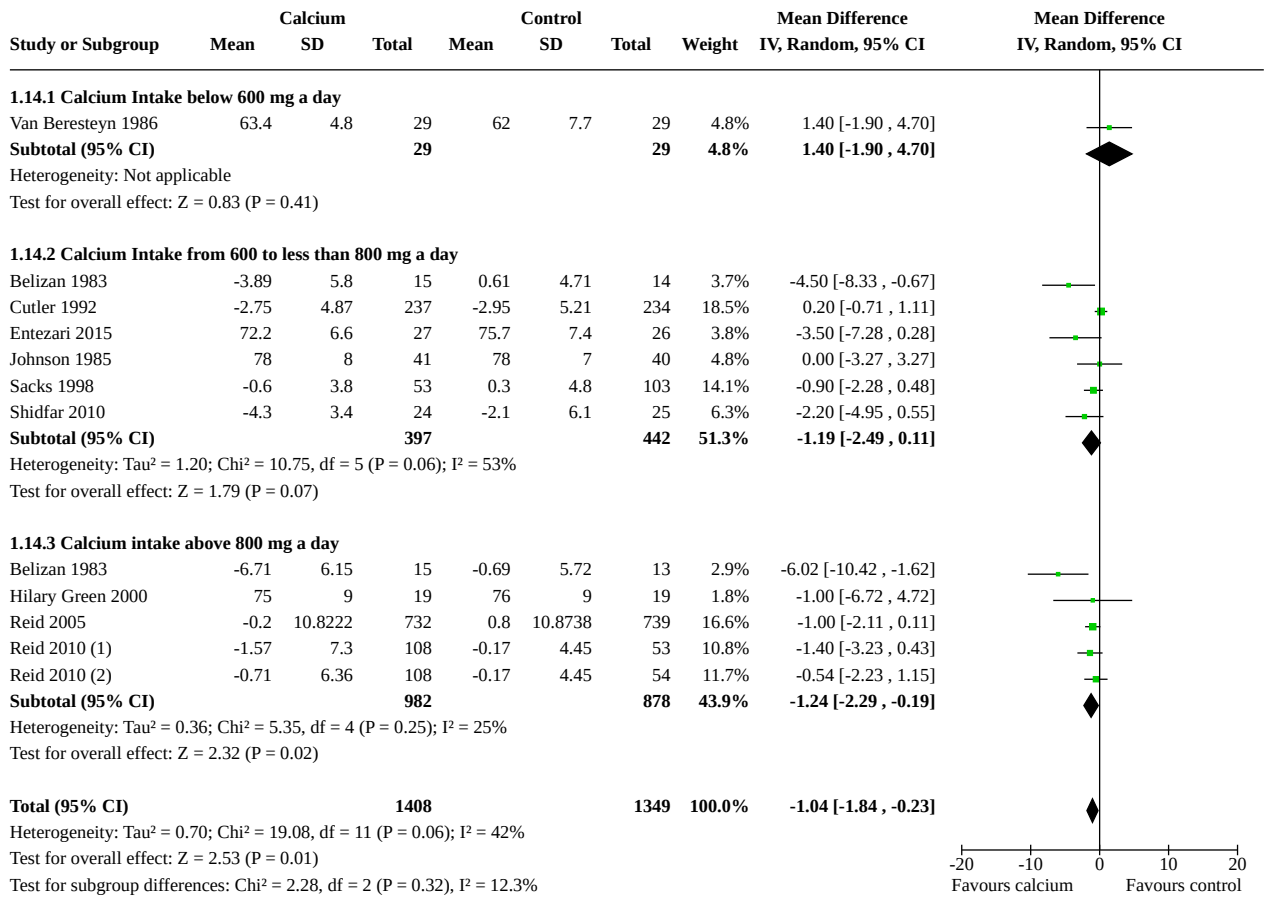 Calcium Control Mean Difference Mean Difference
Study or Subgroup Mean SD Total Mean SD Total Weight IV, Random, 95% CI IV, Random, 95% CI
1.14.1 Calcium Intake below 600 mg a day
Van Beresteyn 1986 63.4 4.8 29 62 7.7 29 4.8% 1.40 [-1.90 , 4.70]
Subtotal (95% CI) 29 29 4.8% 1.40 [-1.90 , 4.70]
Heterogeneity: Not applicable
Test for overall effect: Z = 0.83 (P = 0.41)
1.14.2 Calcium Intake from 600 to less than 800 mg a day
Belizan 1983 -3.89 5.8 15 0.61 4.71 14 3.7% -4.50 [-8.33 , -0.67]
Cutler 1992 -2.75 4.87 237 -2.95 5.21 234 18.5% 0.20 [-0.71 , 1.11]
Entezari 2015 72.2 6.6 27 75.7 7.4 26 3.8% -3.50 [-7.28 , 0.28]
Johnson 1985 78 8 41 78 7 40 4.8% 0.00 [-3.27 , 3.27]
Sacks 1998 -0.6 3.8 53 0.3 4.8 103 14.1% -0.90 [-2.28 , 0.48]
Shidfar 2010 -4.3 3.4 24 -2.1 6.1 25 6.3% -2.20 [-4.95 , 0.55]
Subtotal (95% CI) 397 442 51.3% -1.19 [-2.49 , 0.11]
Heterogeneity: Tau² = 1.20; Chi² = 10.75, df = 5 (P = 0.06); I² = 53%
Test for overall effect: Z = 1.79 (P = 0.07)
1.14.3 Calcium intake above 800 mg a day
Belizan 1983 -6.71 6.15 15 -0.69 5.72 13 2.9% -6.02 [-10.42 , -1.62]
Hilary Green 2000 75 9 19 76 9 19 1.8% -1.00 [-6.72 , 4.72]
Reid 2005 -0.2 10.8222 732 0.8 10.8738 739 16.6% -1.00 [-2.11 , 0.11]
Reid 2010 (1) -1.57 7.3 108 -0.17 4.45 53 10.8% -1.40 [-3.23 , 0.43]
Reid 2010 (2) -0.71 6.36 108 -0.17 4.45 54 11.7% -0.54 [-2.23 , 1.15]
Subtotal (95% CI) 982 878 43.9% -1.24 [-2.29 , -0.19]
Heterogeneity: Tau² = 0.36; Chi² = 5.35, df = 4 (P = 0.25); I² = 25%
Test for overall effect: Z = 2.32 (P = 0.02)
Total (95% CI) 1408 1349 100.0% -1.04 [-1.84 , -0.23]
Heterogeneity: Tau² = 0.70; Chi² = 19.08, df = 11 (P = 0.06); I² = 42%
Test for overall effect: Z = 2.53 (P = 0.01)
-20 -10 0 10 20
Test for subgroup differences: Chi² = 2.28, df = 2 (P = 0.32), I² = 12.3%
Favours calcium Favours control